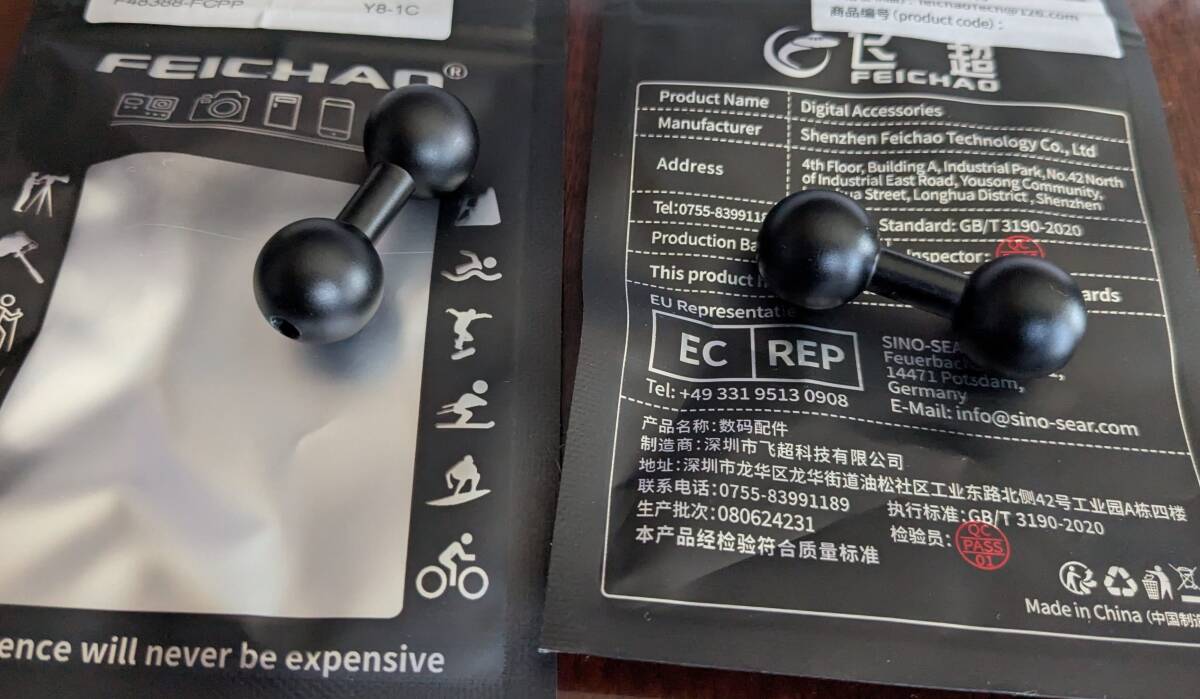 F48388-FCPP
Y8-1C
FEICHAO®
ence will never be expensive
feichaotech@126.com
商品编号(product code):
飞超
FEICHAO
Product Name Digital Accessories
Manufacturer Shenzhen Feichao Technology Co., Ltd
Address 4th Floor, Building A, Industrial Park, No.42 North
of Industrial East Road, Yousong Community,
Street, Longhua District, Shenzhen
Tel:0755-8399118 Standard: GB/T 3190-2020
Production Ba Inspector: QC
This product ards
EU Representati
EC REP
SINO-SEA
Feuerbac
14471 Potsdam,
Germany
Tel: +49 331 9513 0908
E-Mail: info@sino-sear.com
产品名称:数码配件
制造商:深圳市飞超科技有限公司
地址:深圳市龙华区龙华街道油松社区工业东路北侧42号工业园A栋四楼
联系电话:0755-83991189 执行标准:GB/T 3190-2020
生产批次:080624231 检验员: QC PASS 01
本产品经检验符合质量标准
Made in China (中国制造